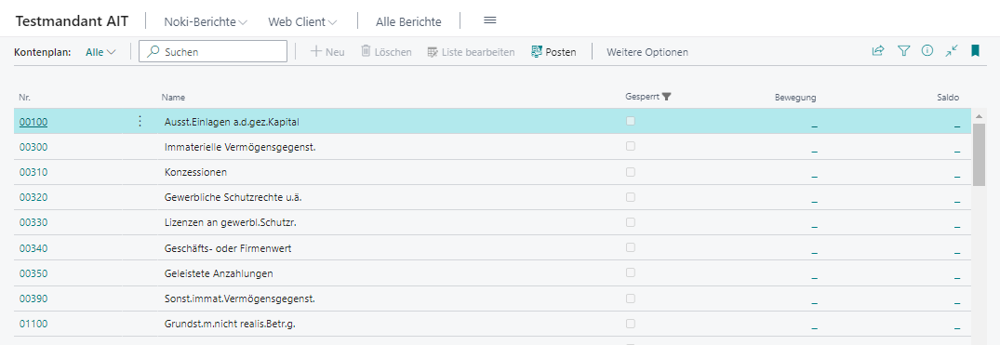 Testmandant AIT Noki-Berichte Web Client Alle Berichte
Kontenplan: Alle Suchen Neu Löschen Liste bearbeiten Posten Weitere Optionen
Nr. Name Gesperrt Bewegung Saldo
00100 Ausst.Einlagen a.d.gez.Kapital _ _
00300 Immaterielle Vermögensgegenst. _ _
00310 Konzessionen _ _
00320 Gewerbliche Schutzrechte u.ä. _ _
00330 Lizenzen an gewerbl.Schutzr. _ _
00340 Geschäfts- oder Firmenwert _ _
00350 Geleistete Anzahlungen _ _
00390 Sonst.immat.Vermögensgegenst. _ _
01100 Grundst.m.nicht realis.Betr.g. _ _